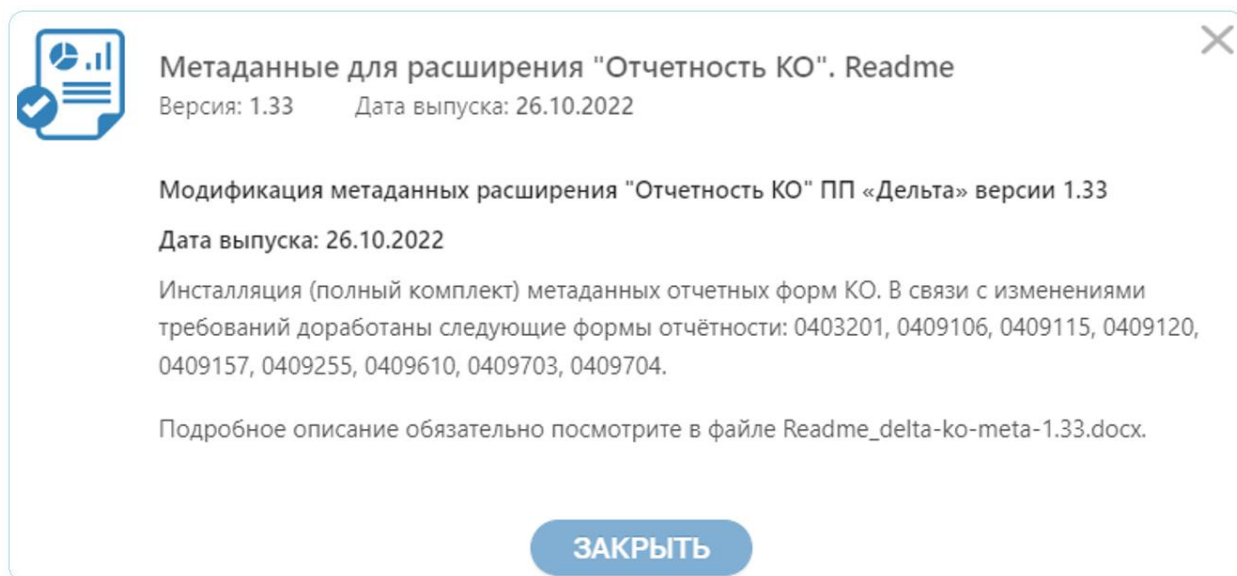 Метаданные для расширения "Отчетность КО". Readme
Версия: 1.33 Дата выпуска: 26.10.2022
Модификация метаданных расширения "Отчетность КО" ПП «Дельта» версии 1.33
Дата выпуска: 26.10.2022
Инсталляция (полный комплект) метаданных отчетных форм КО. В связи с изменениями
требований доработаны следующие формы отчётности: 0403201, 0409106, 0409115, 0409120,
0409157, 0409255, 0409610, 0409703, 0409704.
Подробное описание обязательно посмотрите в файле Readme_delta-ko-meta-1.33.docx.
ЗАКРЫТЬ